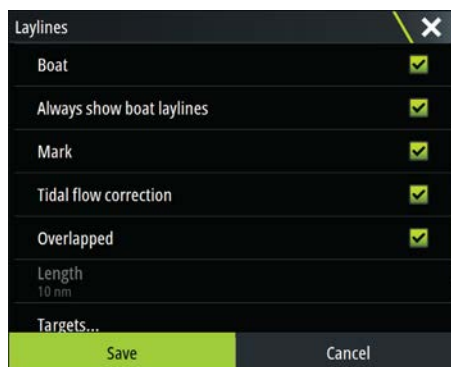 Laylines
Boat
Always show boat laylines
Mark
Tidal flow correction
Overlapped
Length
10 nm
Targets...
Save Cancel